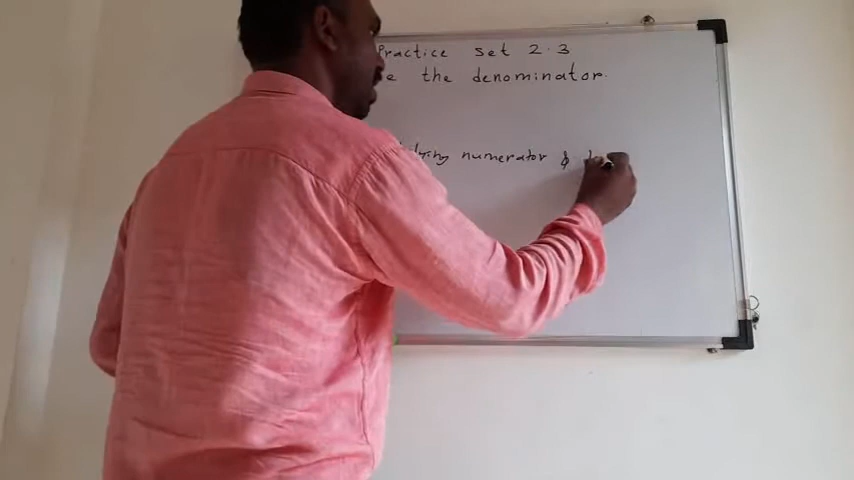 Practice Set 2.3
the denominator.
numerator &